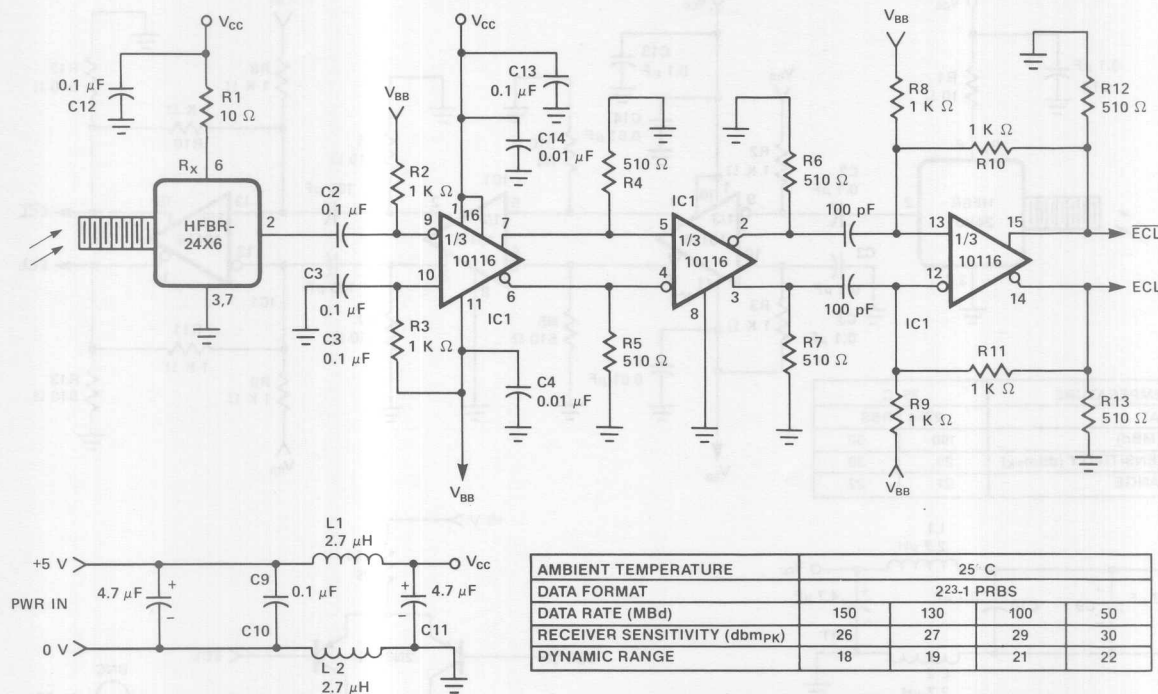 VCC
VCC
VBB
0.1 µF
C12
R1
10 Ω
C13
0.1 µF
C14
0.01 µF
VBB
R8
1 K Ω
R12
510 Ω
1 K Ω
R10
RX
6
HFBR-
24X6
2
3,7
C2
0.1 µF
C3
0.1 µF
C3
0.1 µF
R2
1 K Ω
R3
1 K Ω
9
1
16
7
1/3
10116
10
11
6
IC1
C4
0.01 µF
VBB
510 Ω
R4
R5
510 Ω
IC1
5
2
1/3
10116
4
3
8
R6
510 Ω
R7
510 Ω
100 pF
100 pF
13
15
1/3
10116
12
14
IC1
ECL
ECL
R11
1 K Ω
R9
1 K Ω
R13
510 Ω
VBB
L1
2.7 µH
+5 V
VCC
4.7 µF
+
−
C9
0.1 µF
C10
+
4.7 µF
−
C11
PWR IN
0 V
L 2
2.7 µH
AMBIENT TEMPERATURE 25° C
DATA FORMAT 2²³-1 PRBS
DATA RATE (MBd) 150 130 100 50
RECEIVER SENSITIVITY (dbmPK) 26 27 29 30
DYNAMIC RANGE 18 19 21 22